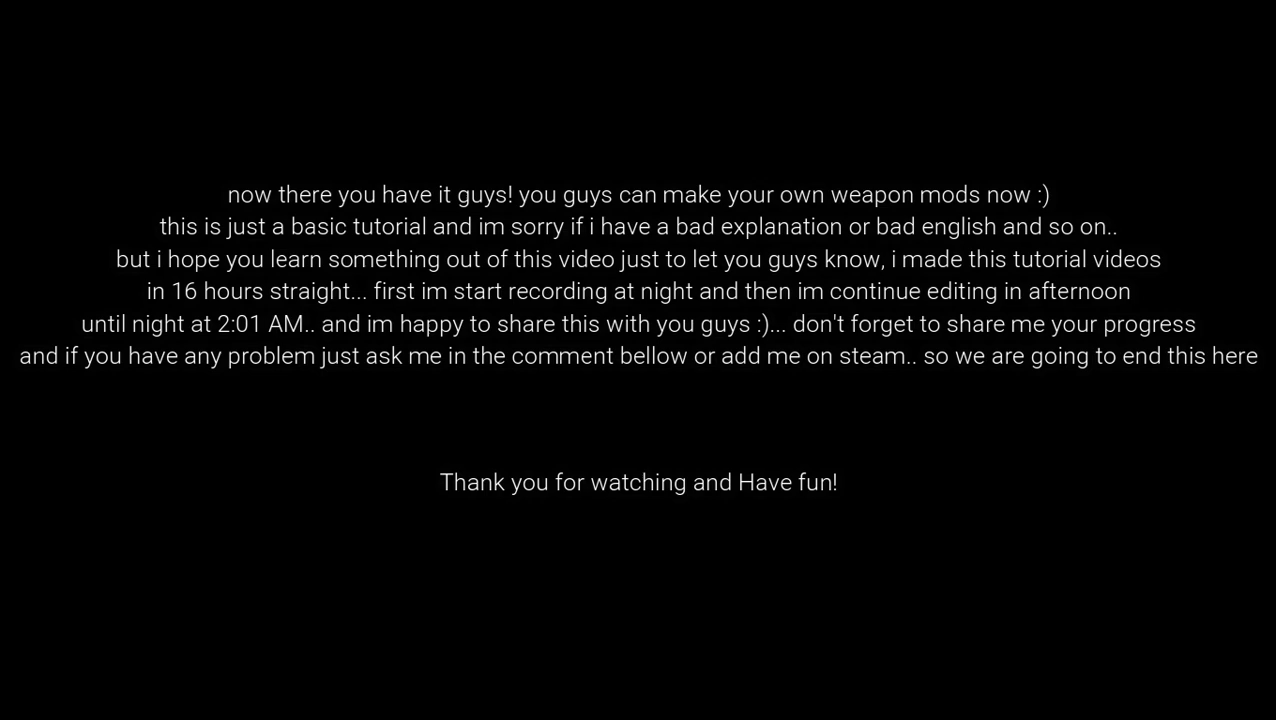 now there you have it guys! you guys can make your own weapon mods now :)
this is just a basic tutorial and im sorry if i have a bad explanation or bad english and so on..
but i hope you learn something out of this video just to let you guys know, i made this tutorial videos
in 16 hours straight... first im start recording at night and then im continue editing in afternoon
until night at 2:01 AM.. and im happy to share this with you guys :)... don't forget to share me your progress
and if you have any problem just ask me in the comment bellow or add me on steam.. so we are going to end this here
Thank you for watching and Have fun!